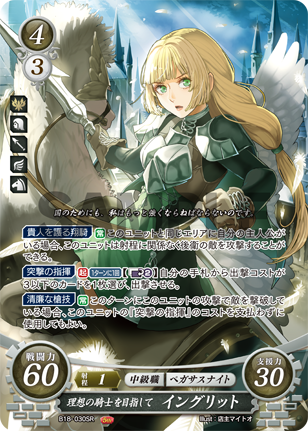 4
3
国のためにも、私はもっと強くならねばならないのです。
貴人を護る翔騎 常 このユニットと同じエリアに自分の主人公が
いる場合、このユニットは射程に関係なく後衛の敵を攻撃することが
できる。
突撃の指揮 起 1ターンに1回 自分の手札から出撃コストが
3以下のカードを1枚選び、出撃させる。
清廉な槍技 常 このターンにこのユニットの攻撃で敵を撃破して
いる場合、このユニットの『突撃の指揮』のコストを支払わずに
使用してもよい。
戦闘力
60
射程 1
中級職
ペガサスナイト
支援力
30
理想の騎士を目指して イングリット
B18-030SR
Illust:店主マイトオ